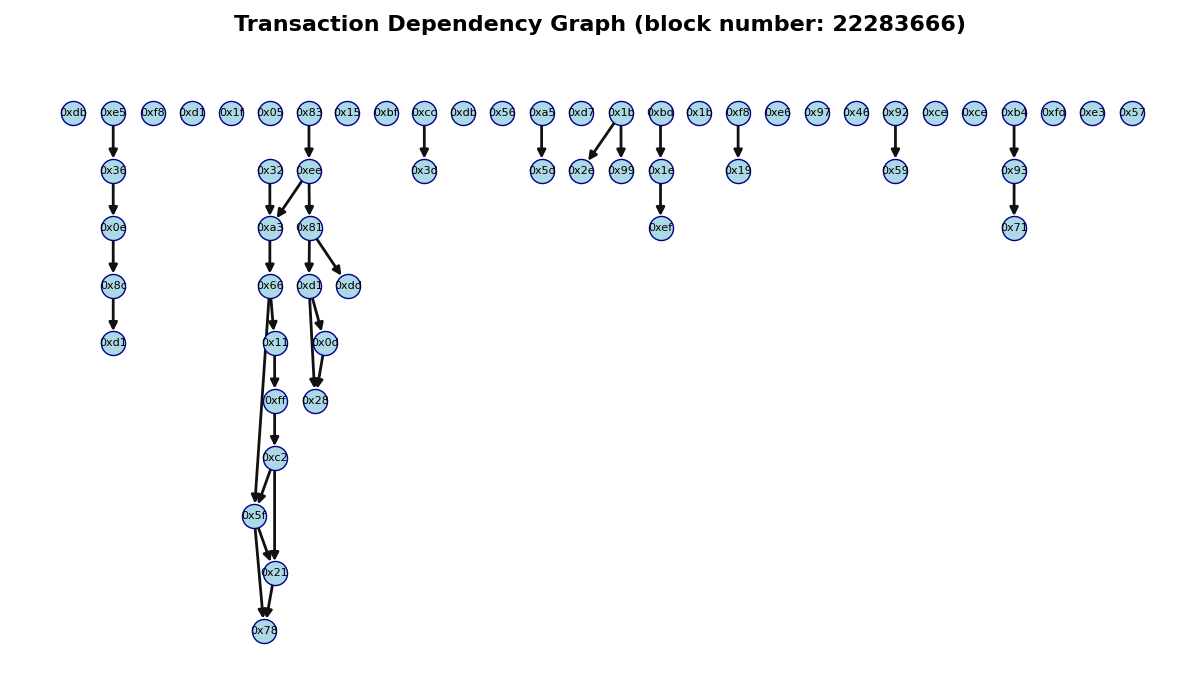 Transaction Dependency Graph (block number: 22283666)
0xdb 0xe5 0xf8 0xd1 0x1f 0x05 0x83 0x15 0xbf 0xcc 0xdb 0x56 0xa5 0xd7 0x1b 0xbd 0x1b 0xf8 0xe6 0x97 0x46 0x92 0xce 0xce 0xb4 0xfd 0xe3 0x57
0x36 0x32 0xee 0x3d 0x5d 0x2e 0x99 0x1e 0x19 0x59 0x93
0x0e 0xa3 0x81 0xef 0x71
0x8c 0x66 0xd1 0xdd
0xd1 0x11 0x0d
0xff 0x28
0xc2
0x5f
0x21
0x78